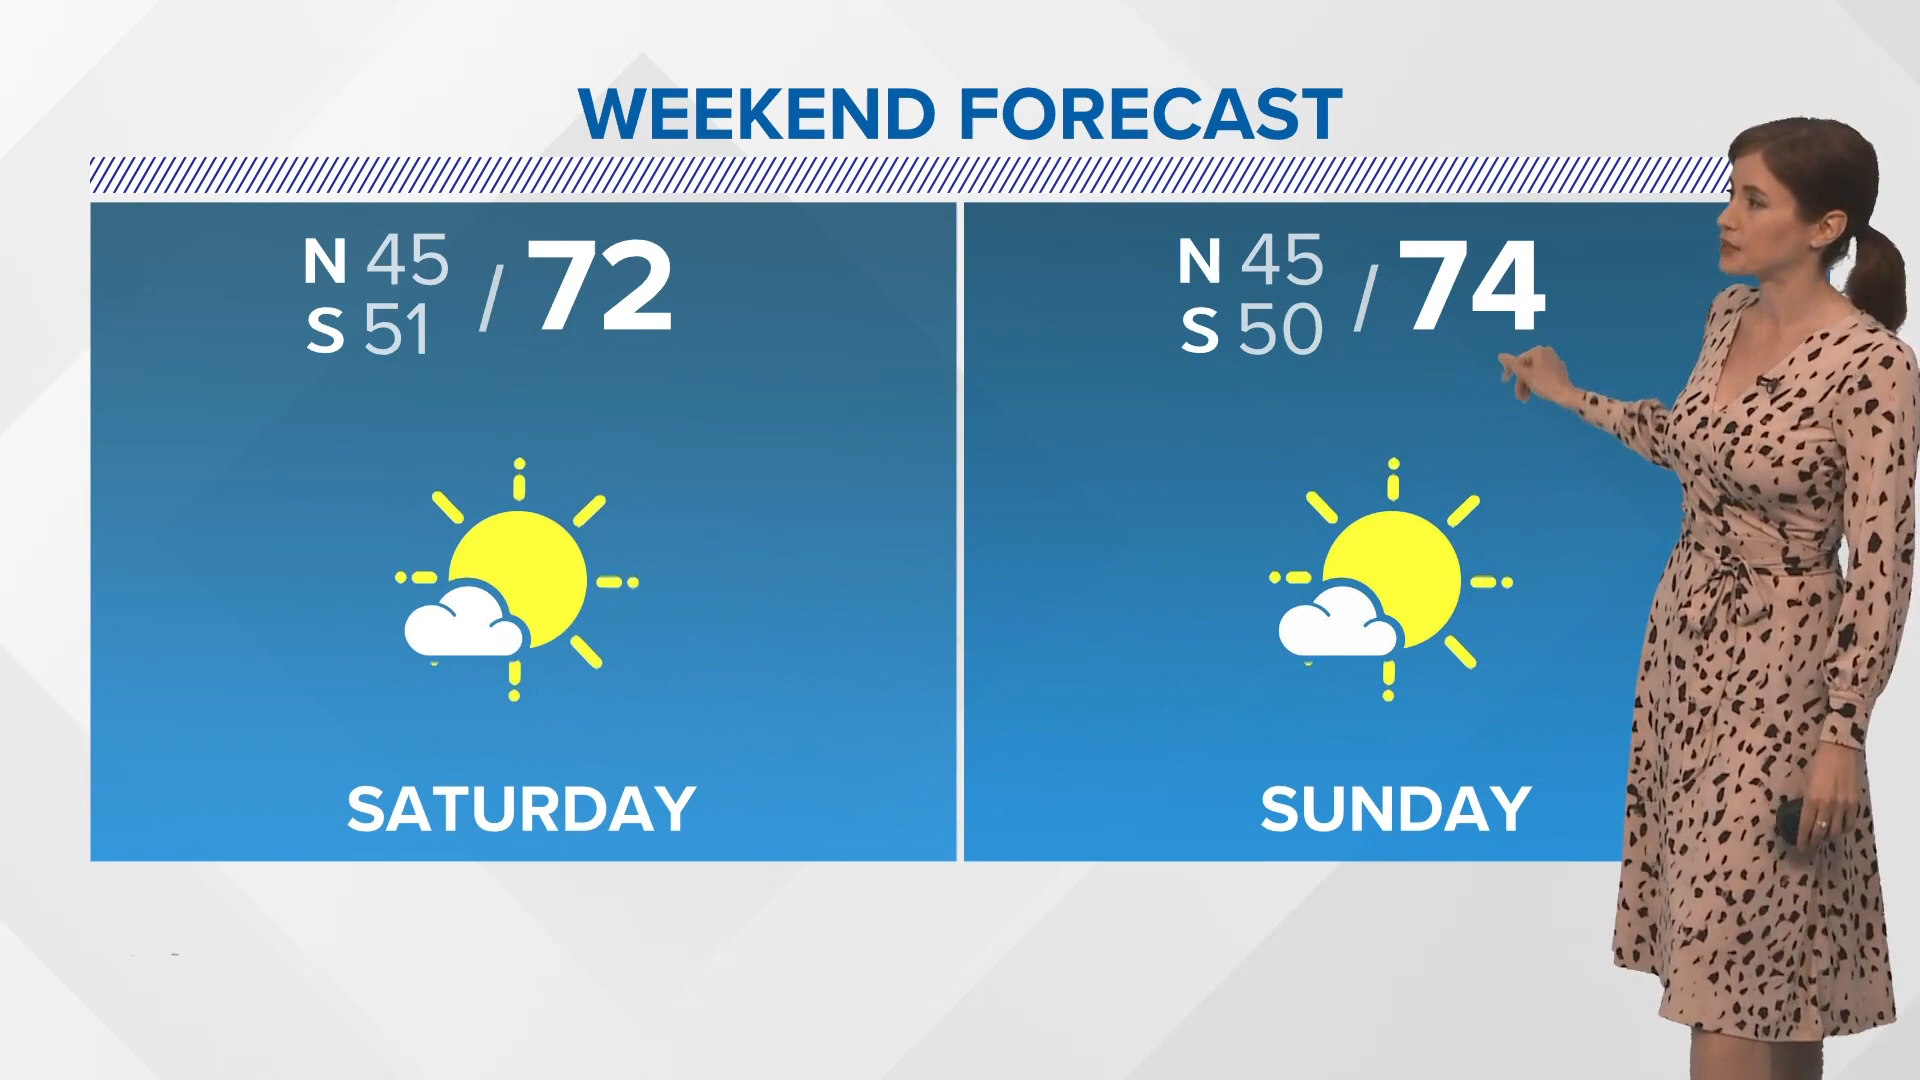 WEEKEND FORECAST
N 45
S 51
/ 72
SATURDAY
N 45
S 50
/ 74
SUNDAY